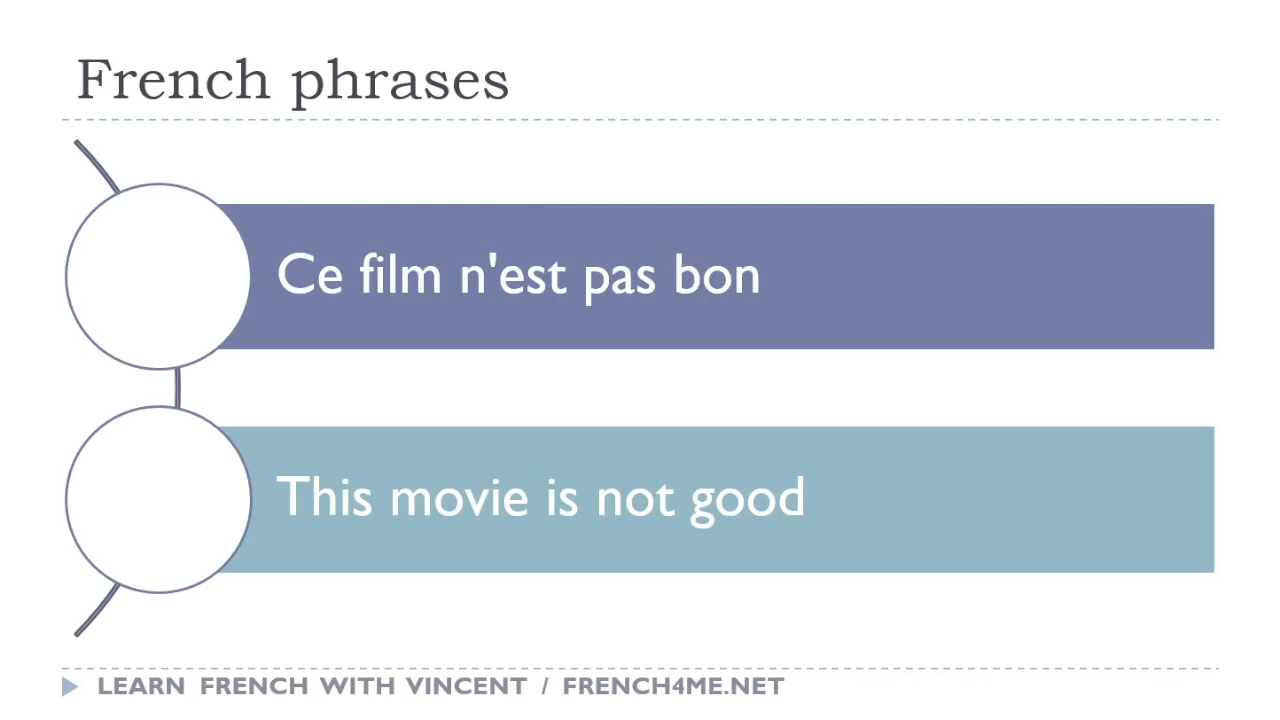 French phrases
Ce film n'est pas bon
This movie is not good
LEARN FRENCH WITH VINCENT / FRENCH4ME.NET